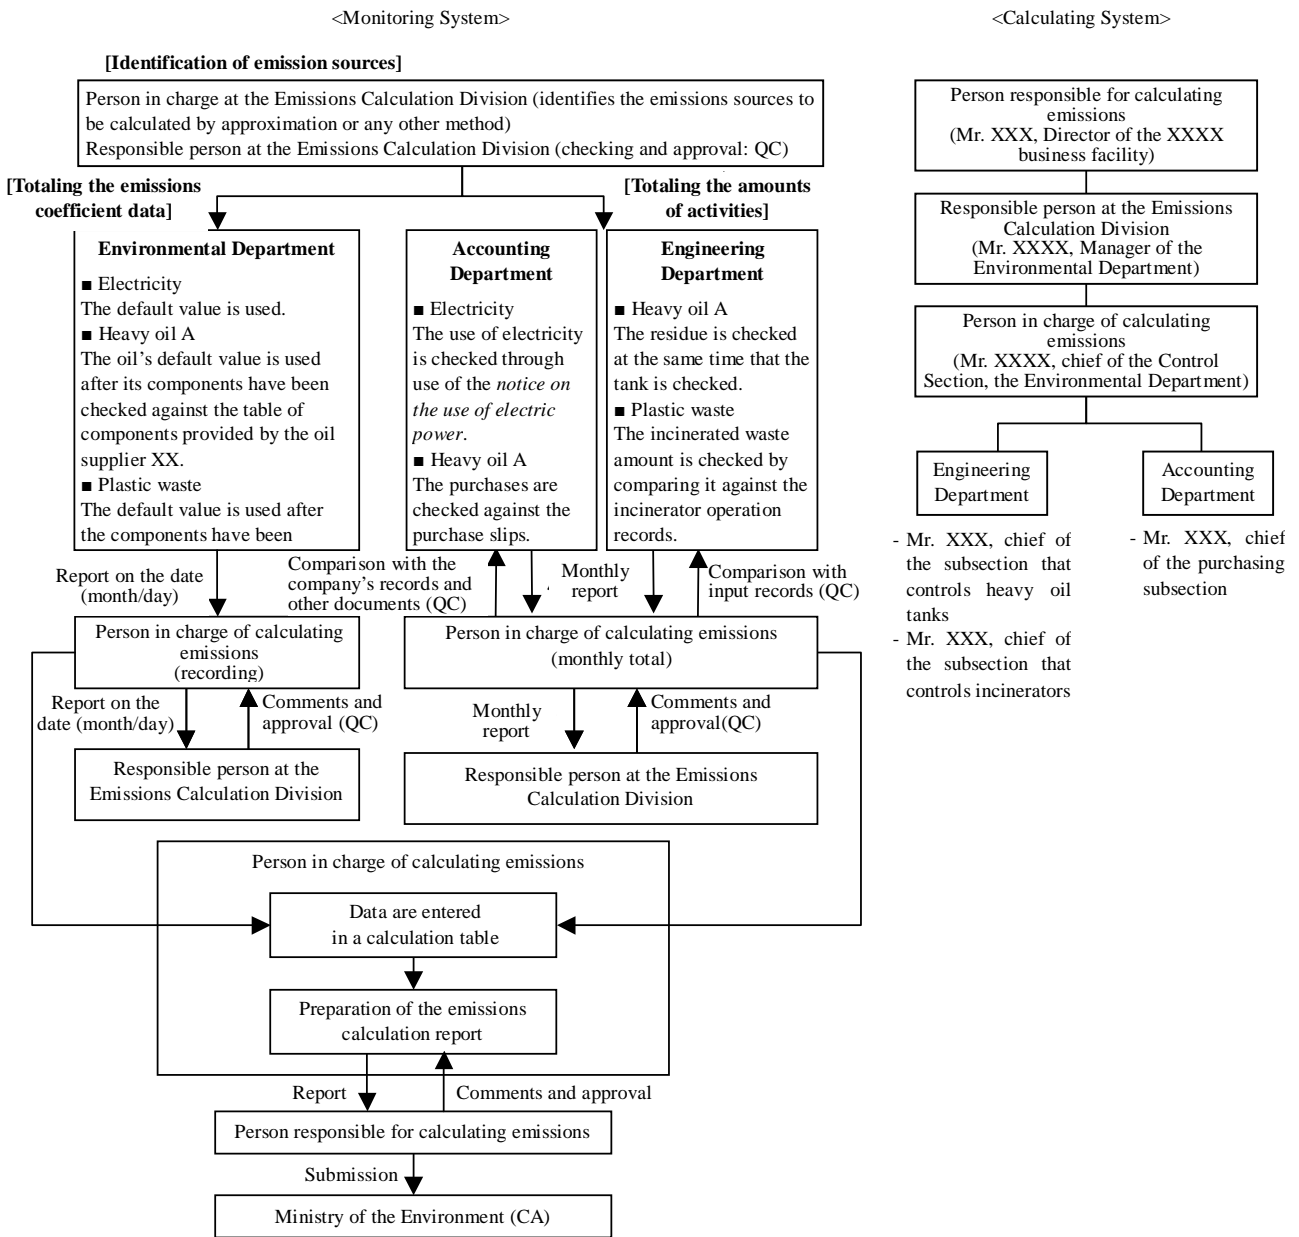 <Monitoring System>
[Identification of emission sources]
Person in charge at the Emissions Calculation Division (identifies the emissions sources to
be calculated by approximation or any other method)
Responsible person at the Emissions Calculation Division (checking and approval: QC)
[Totaling the emissions
coefficient data]
[Totaling the amounts
of activities]
Environmental Department
■ Electricity
The default value is used.
■ Heavy oil A
The oil's default value is used
after its components have been
checked against the table of
components provided by the oil
supplier XX.
■ Plastic waste
The default value is used after
the components have been
Accounting
Department
■ Electricity
The use of electricity
is checked through
use of the notice on
the use of electric
power.
■ Heavy oil A
The purchases are
checked against the
purchase slips.
Engineering
Department
■ Heavy oil A
The residue is checked
at the same time that the
tank is checked.
■ Plastic waste
The incinerated waste
amount is checked by
comparing it against the
incinerator operation
records.
Report on the date
(month/day)
Comparison with the
company's records and
other documents (QC)
Monthly
report
Comparison with
input records (QC)
Person in charge of calculating
emissions
(recording)
Person in charge of calculating emissions
(monthly total)
Report on the
date (month/day)
Comments and
approval (QC)
Monthly
report
Comments and
approval(QC)
Responsible person at the
Emissions Calculation Division
Responsible person at the Emissions
Calculation Division
Person in charge of calculating emissions
Data are entered
in a calculation table
Preparation of the emissions
calculation report
Report
Comments and approval
Person responsible for calculating emissions
Submission
Ministry of the Environment (CA)
<Calculating System>
Person responsible for calculating
emissions
(Mr. XXX, Director of the XXXX
business facility)
Responsible person at the Emissions
Calculation Division
(Mr. XXXX, Manager of the
Environmental Department)
Person in charge of calculating
emissions
(Mr. XXXX, chief of the Control
Section, the Environmental Department)
Engineering
Department
Accounting
Department
- Mr. XXX, chief of
the subsection that
controls heavy oil
tanks
- Mr. XXX, chief of
the subsection that
controls incinerators
- Mr. XXX, chief
of the purchasing
subsection